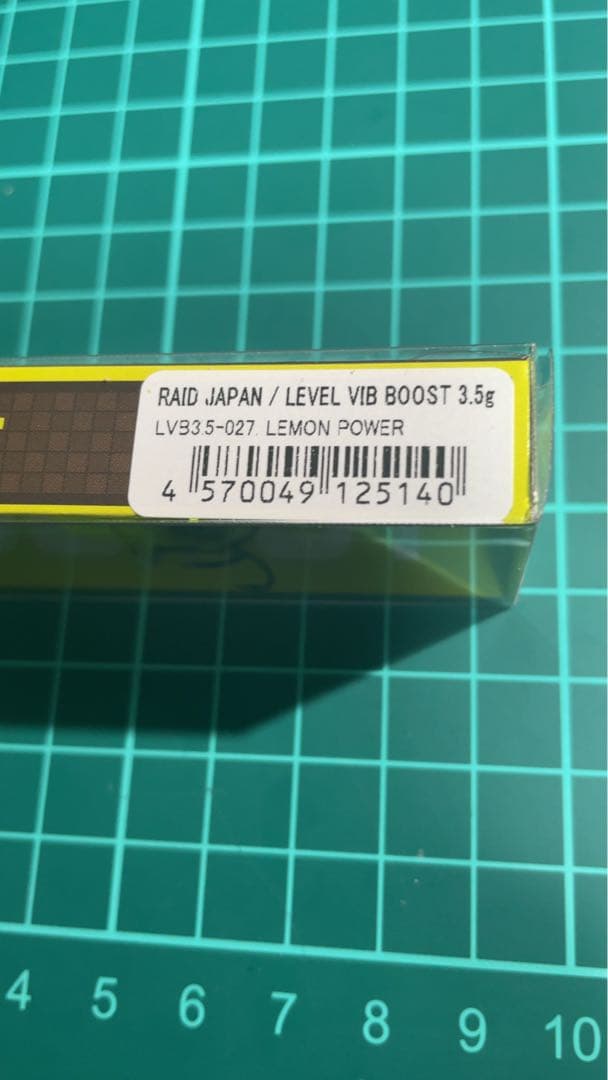 RAID JAPAN / LEVEL VIB BOOST 3.5g
LVB3.5-027. LEMON POWER
4 570049 125140
4 5 6 7 8 9 10